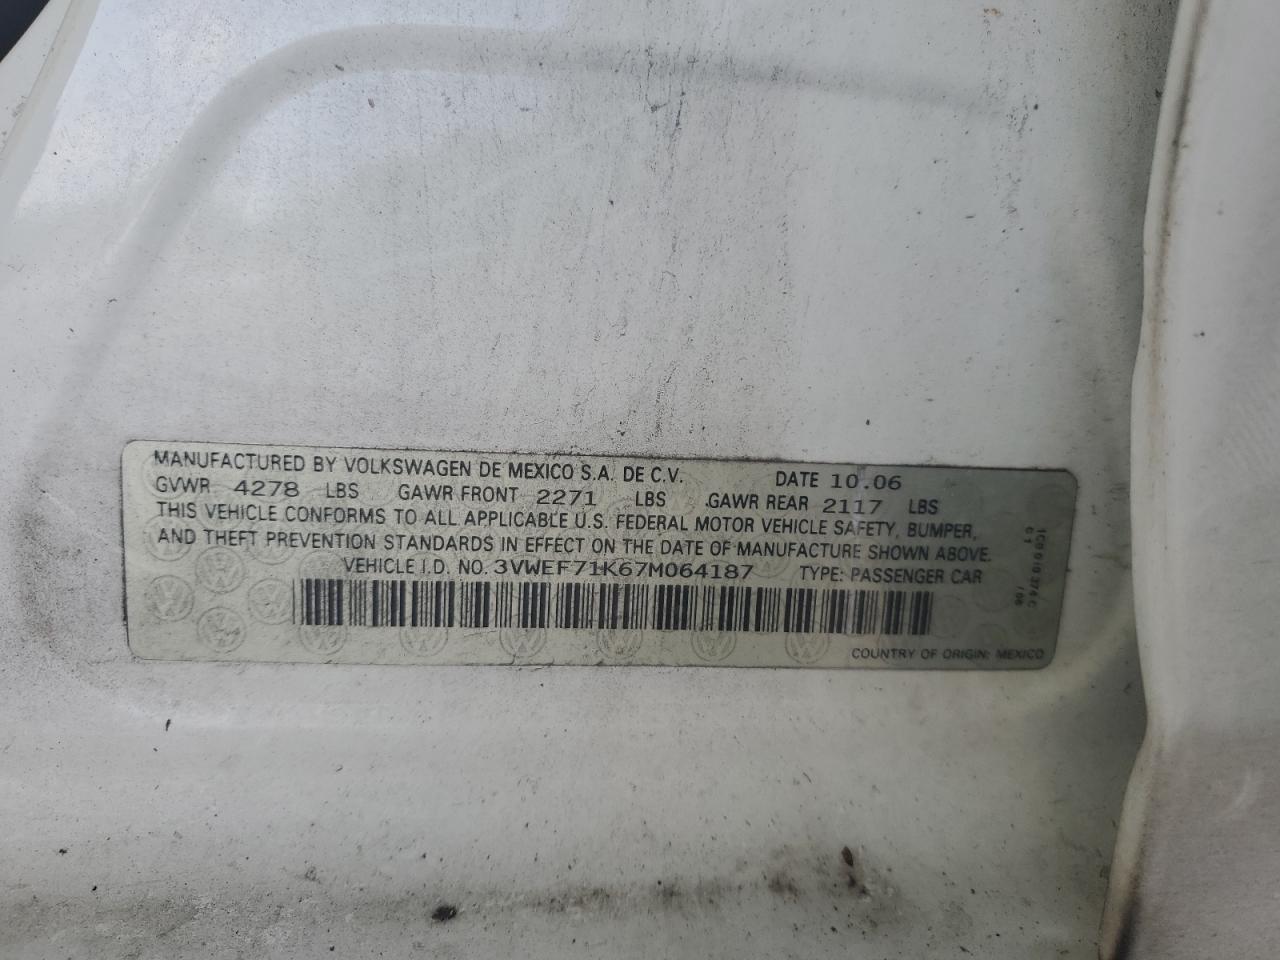 MANUFACTURED BY VOLKSWAGEN DE MEXICO S.A. DE C.V. DATE 10.06
GVWR 4278 LBS GAWR FRONT 2271 LBS GAWR REAR 2117 LBS
THIS VEHICLE CONFORMS TO ALL APPLICABLE U.S. FEDERAL MOTOR VEHICLE SAFETY, BUMPER,
AND THEFT PREVENTION STANDARDS IN EFFECT ON THE DATE OF MANUFACTURE SHOWN ABOVE.
VEHICLE I.D. NO. 3VWEF71K67M064187 TYPE: PASSENGER CAR
COUNTRY OF ORIGIN: MEXICO